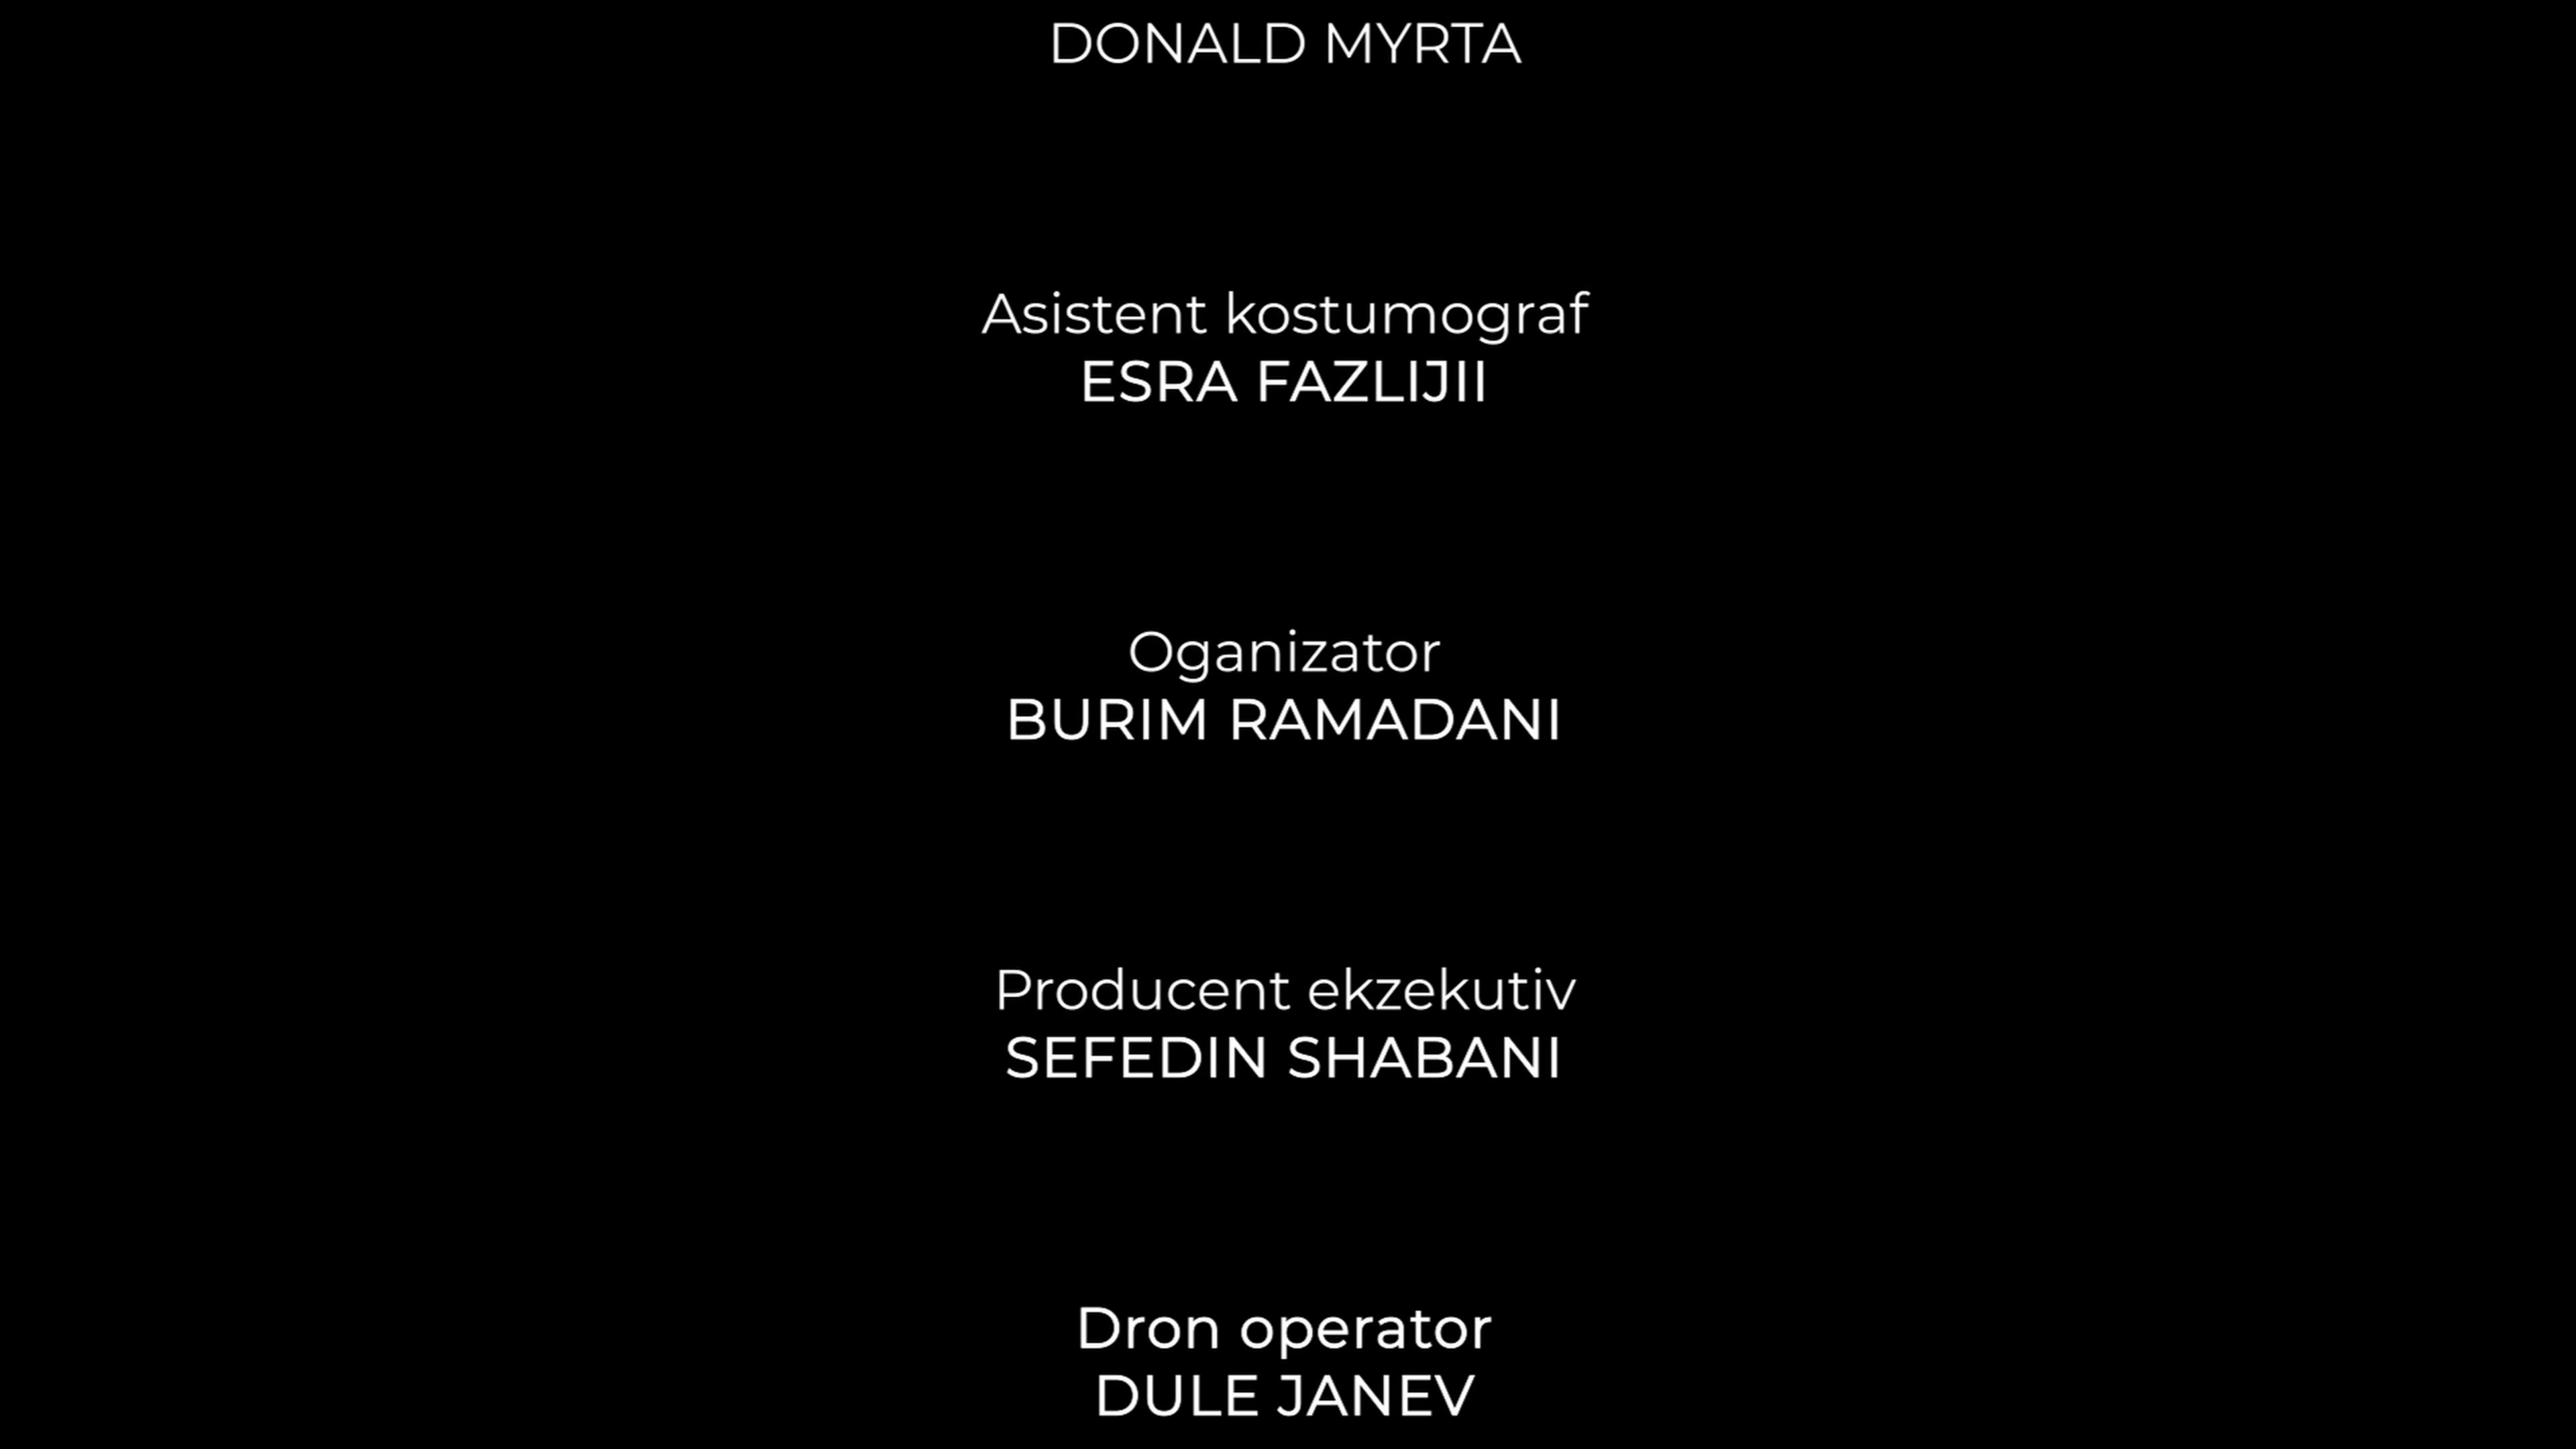 DONALD MYRTA
Asistent kostumograf
ESRA FAZLIJII
Oganizator
BURIM RAMADANI
Producent ekzekutiv
SEFEDIN SHABANI
Dron operator
DULE JANEV